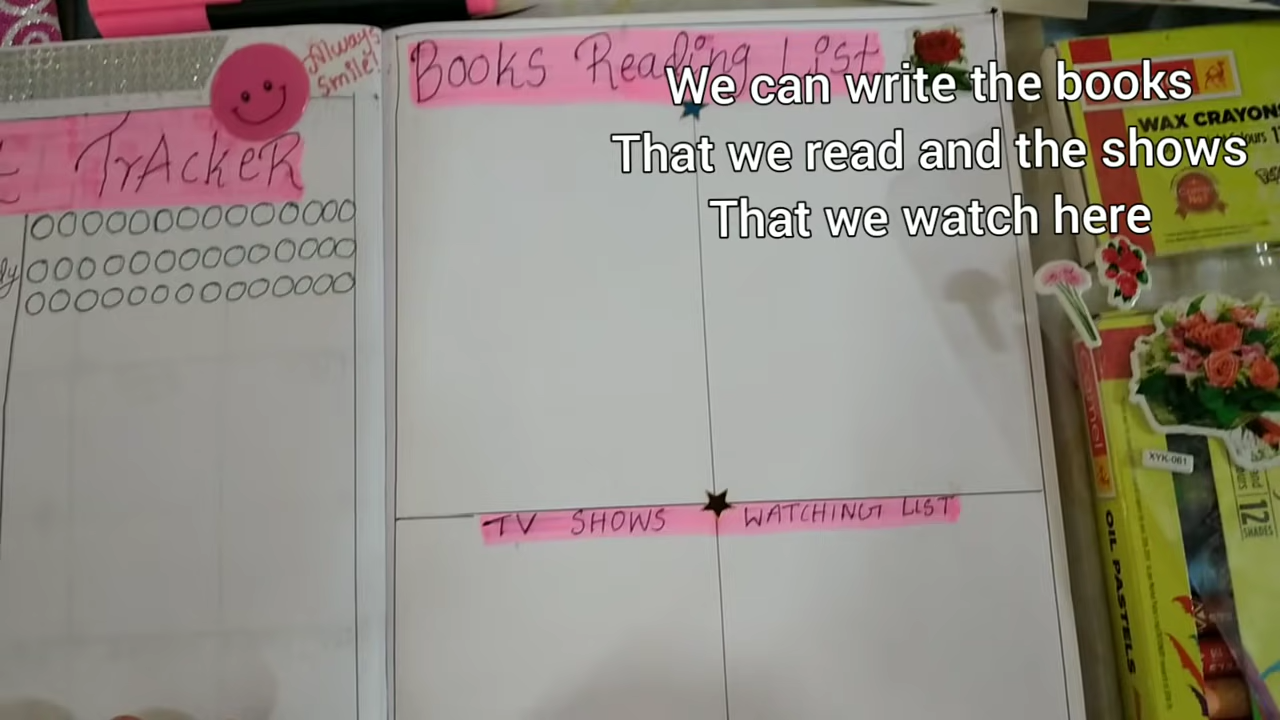 Always
Smile!
TrAckeR
Books Reading List
We can write the books
That we read and the shows
That we watch here
TV SHOWS WATCHING LIST
WAX CRAYONS
XYK-061
OIL PASTELS
12
SHADES